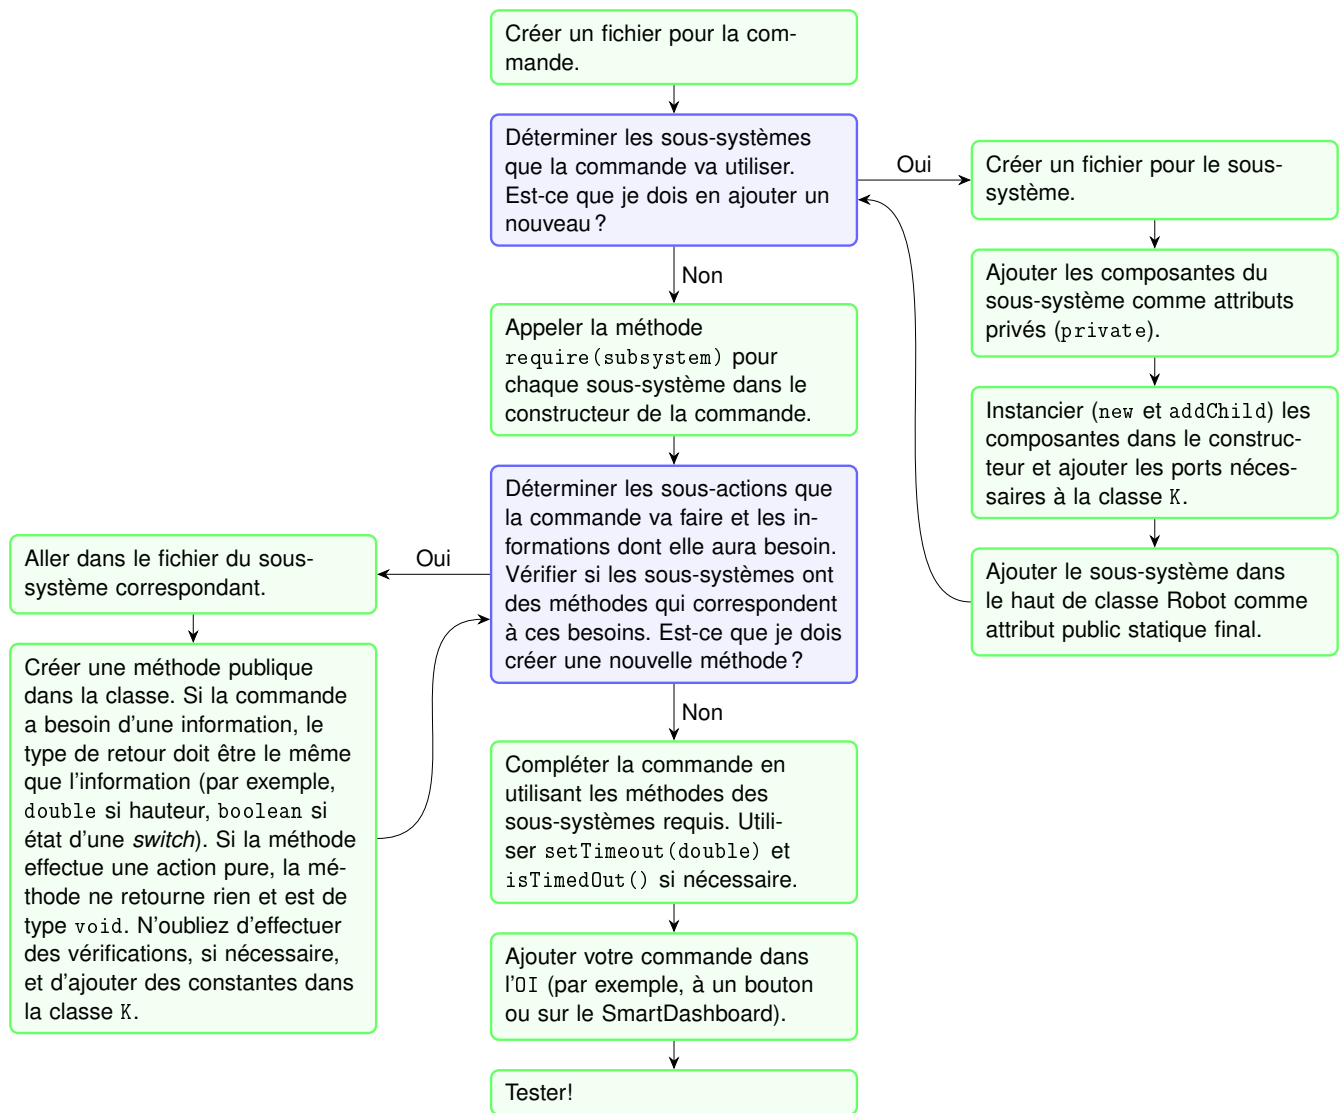 Créer un fichier pour la com-
mande.
Déterminer les sous-systèmes
que la commande va utiliser.
Est-ce que je dois en ajouter un
nouveau ?
Oui
Créer un fichier pour le sous-
système.
Ajouter les composantes du
sous-système comme attributs
privés (private).
Instancier (new et addChild) les
composantes dans le construc-
teur et ajouter les ports néces-
saires à la classe K.
Ajouter le sous-système dans
le haut de classe Robot comme
attribut public statique final.
Non
Appeler la méthode
require(subsystem) pour
chaque sous-système dans le
constructeur de la commande.
Déterminer les sous-actions que
la commande va faire et les in-
formations dont elle aura besoin.
Vérifier si les sous-systèmes ont
des méthodes qui correspondent
à ces besoins. Est-ce que je dois
créer une nouvelle méthode ?
Oui
Aller dans le fichier du sous-
système correspondant.
Créer une méthode publique
dans la classe. Si la commande
a besoin d'une information, le
type de retour doit être le même
que l'information (par exemple,
double si hauteur, boolean si
état d'une switch). Si la méthode
effectue une action pure, la mé-
thode ne retourne rien et est de
type void. N'oubliez d'effectuer
des vérifications, si nécessaire,
et d'ajouter des constantes dans
la classe K.
Non
Compléter la commande en
utilisant les méthodes des
sous-systèmes requis. Utili-
ser setTimeout(double) et
isTimedOut() si nécessaire.
Ajouter votre commande dans
l'OI (par exemple, à un bouton
ou sur le SmartDashboard).
Tester!